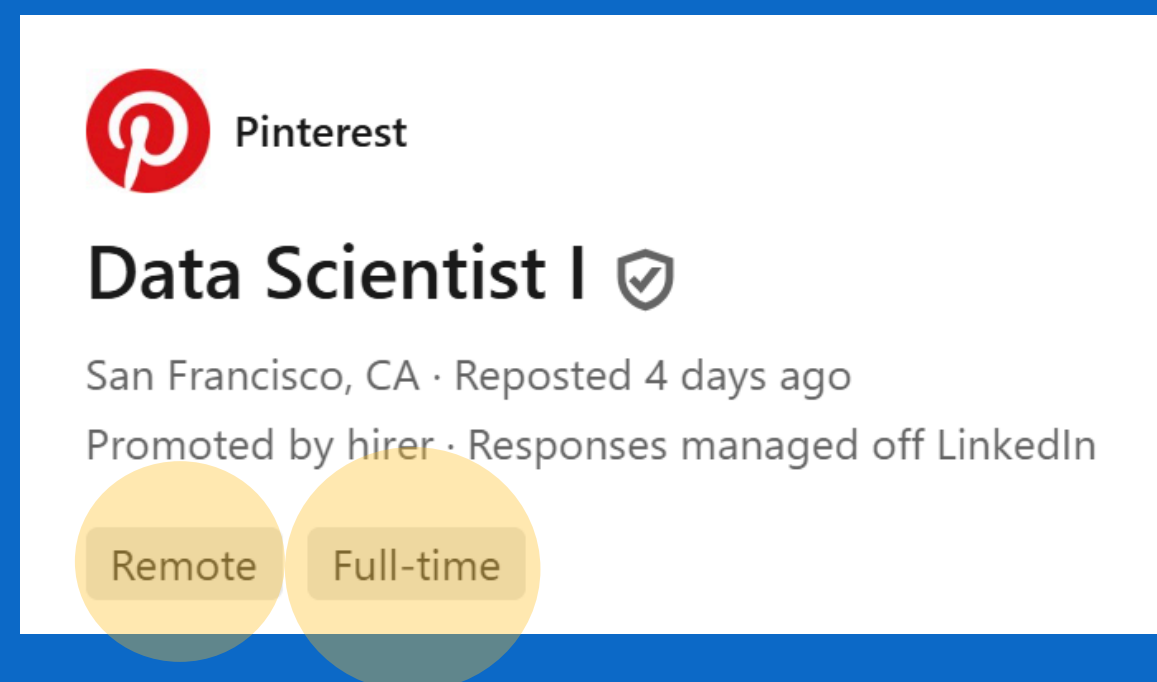 Pinterest
Data Scientist I
San Francisco, CA · Reposted 4 days ago
Promoted by hirer · Responses managed off LinkedIn
Remote Full-time